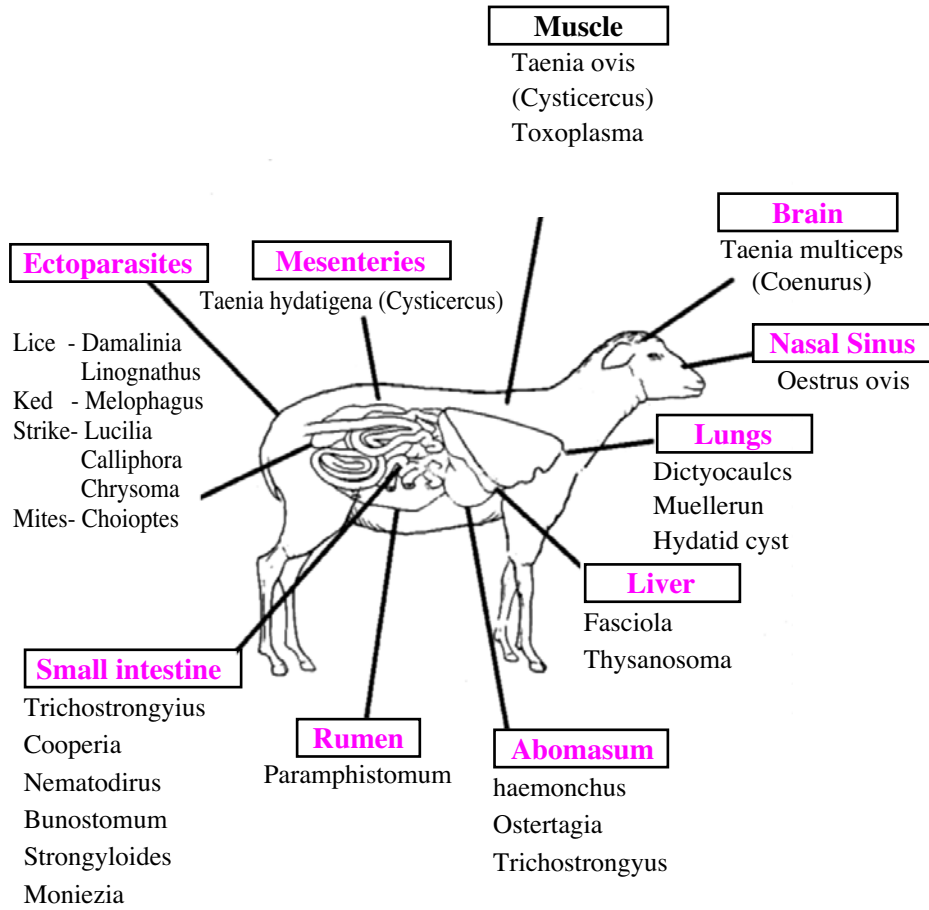 Muscle
Taenia ovis
(Cysticercus)
Toxoplasma
Brain
Taenia multiceps
(Coenurus)
Ectoparasites
Lice - Damalinia
Linognathus
Ked - Melophagus
Strike- Lucilia
Calliphora
Chrysoma
Mites- Choioptes
Mesenteries
Taenia hydatigena (Cysticercus)
Nasal Sinus
Oestrus ovis
Lungs
Dictyocaulcs
Muellerun
Hydatid cyst
Liver
Fasciola
Thysanosoma
Small intestine
Trichostrongyius
Cooperia
Nematodirus
Bunostomum
Strongyloides
Moniezia
Rumen
Paramphistomum
Abomasum
haemonchus
Ostertagia
Trichostrongyus